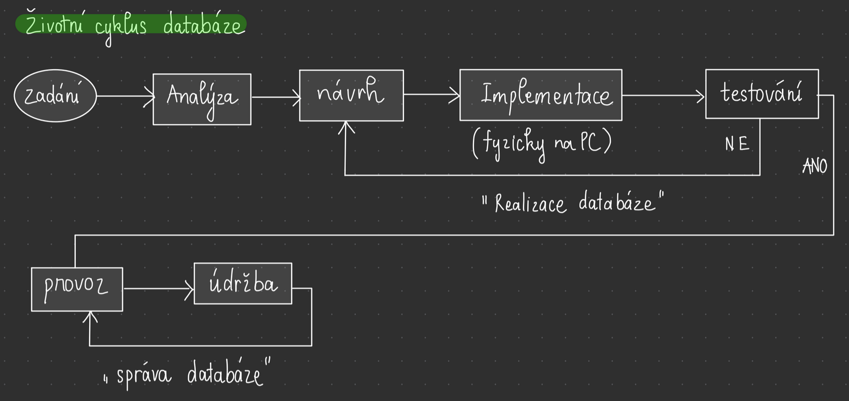 Životní cyklus databáze
zadání
Analýza
návrh
Implementace
testování
(fyzicky na PC)
NE
ANO
"Realizace databáze"
provoz
údržba
„správa databáze"